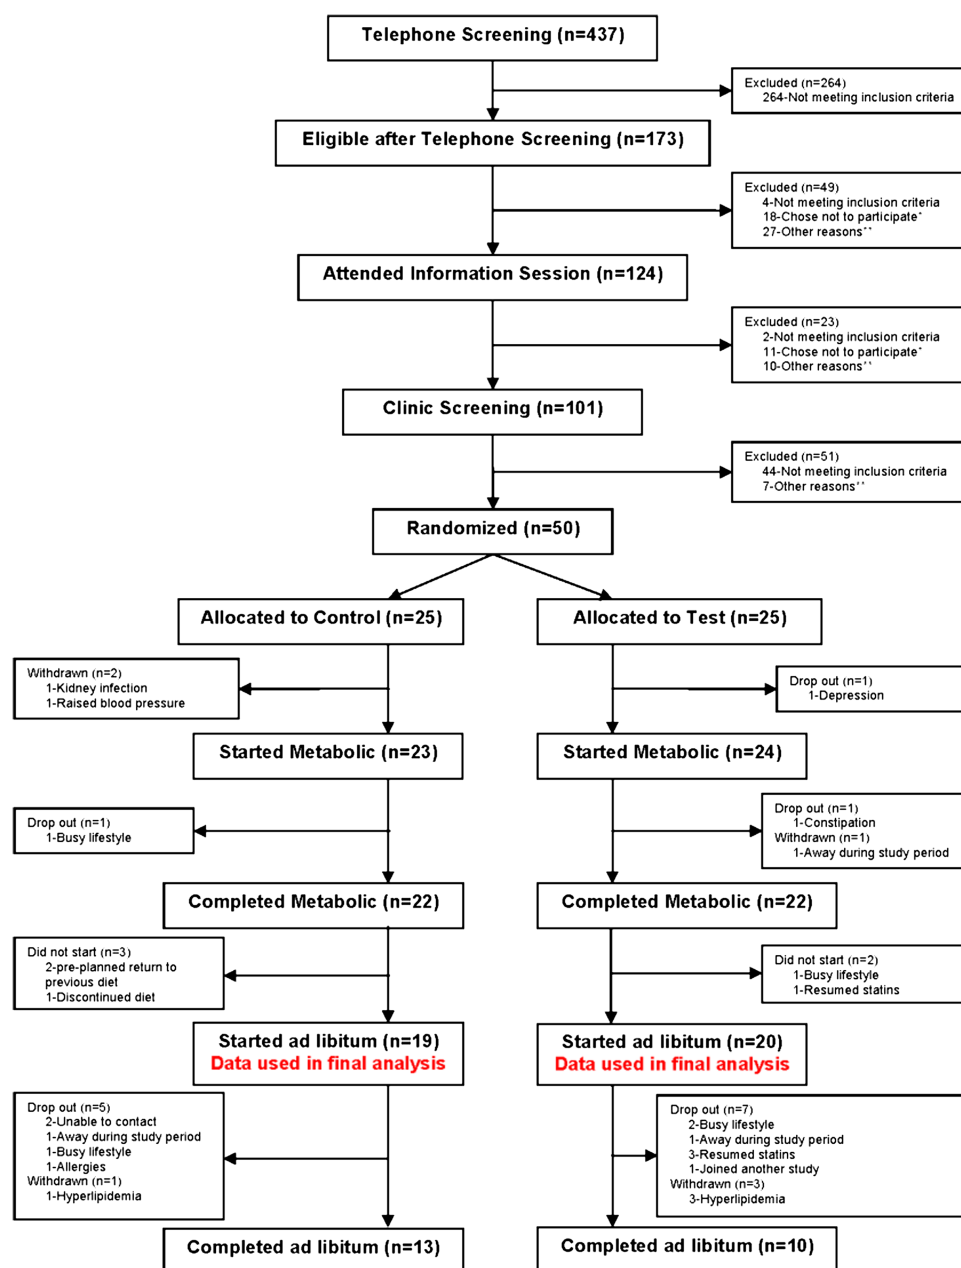 Telephone Screening (n=437)
Excluded (n=264)
264-Not meeting inclusion criteria
Eligible after Telephone Screening (n=173)
Excluded (n=49)
4-Not meeting inclusion criteria
18-Chose not to participate*
27-Other reasons**
Attended Information Session (n=124)
Excluded (n=23)
2-Not meeting inclusion criteria
11-Chose not to participate*
10-Other reasons**
Clinic Screening (n=101)
Excluded (n=51)
44-Not meeting inclusion criteria
7-Other reasons**
Randomized (n=50)
Allocated to Control (n=25)
Allocated to Test (n=25)
Withdrawn (n=2)
1-Kidney infection
1-Raised blood pressure
Drop out (n=1)
1-Depression
Started Metabolic (n=23)
Started Metabolic (n=24)
Drop out (n=1)
1-Busy lifestyle
Drop out (n=1)
1-Constipation
Withdrawn (n=1)
1-Away during study period
Completed Metabolic (n=22)
Completed Metabolic (n=22)
Did not start (n=3)
2-pre-planned return to
previous diet
1-Discontinued diet
Did not start (n=2)
1-Busy lifestyle
1-Resumed statins
Started ad libitum (n=19)
Data used in final analysis
Started ad libitum (n=20)
Data used in final analysis
Drop out (n=5)
2-Unable to contact
1-Away during study period
1-Busy lifestyle
1-Allergies
Withdrawn (n=1)
1-Hyperlipidemia
Drop out (n=7)
2-Busy lifestyle
1-Away during study period
3-Resumed statins
1-Joined another study
Withdrawn (n=3)
3-Hyperlipidemia
Completed ad libitum (n=13)
Completed ad libitum (n=10)